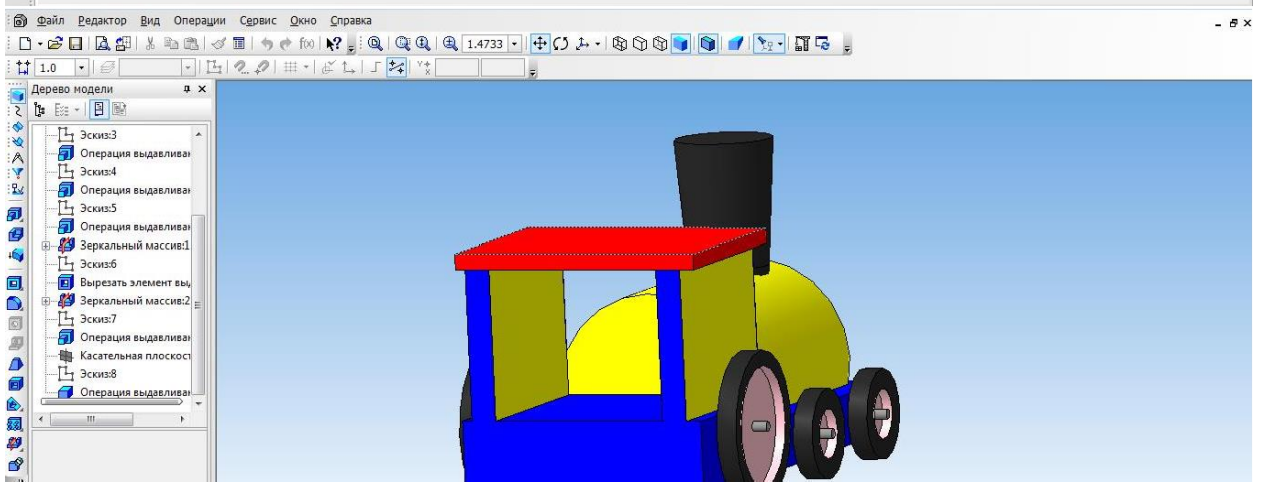 Файл Редактор Вид Операции Сервис Окно Справка
1.4733
1.0
Дерево модели
Эскиз:3
Операция выдавливан
Эскиз:4
Операция выдавливан
Эскиз:5
Операция выдавливан
Зеркальный массив:1
Эскиз:6
Вырезать элемент выд
Зеркальный массив:2
Эскиз:7
Операция выдавливан
Касательная плоскост
Эскиз:8
Операция выдавливан